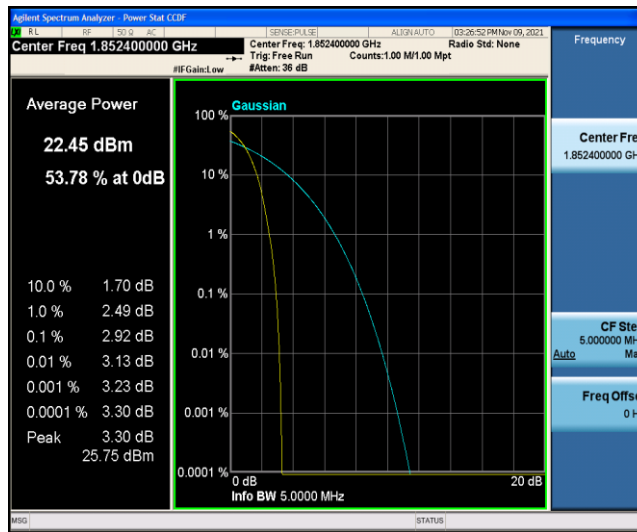 Agilent Spectrum Analyzer - Power Stat CCDF
RL RF 50 Ω AC SENSE:PULSE ALIGN AUTO 03:26:52 PM Nov 09, 2021
Center Freq 1.852400000 GHz
Center Freq: 1.852400000 GHz Radio Std: None
Trig: Free Run Counts:1.00 M/1.00 Mpt
#IFGain:Low #Atten: 36 dB
Frequency
Average Power
22.45 dBm
53.78 % at 0dB
10.0 % 1.70 dB
1.0 % 2.49 dB
0.1 % 2.92 dB
0.01 % 3.13 dB
0.001 % 3.23 dB
0.0001 % 3.30 dB
Peak 3.30 dB
25.75 dBm
Gaussian
100 %
10 %
1 %
0.1 %
0.01 %
0.001 %
0.0001 %
0 dB 20 dB
Info BW 5.0000 MHz
Center Fre
1.852400000 GH
CF Ste
5.000000 MH
Auto Ma
Freq Offse
0 H
MSG STATUS